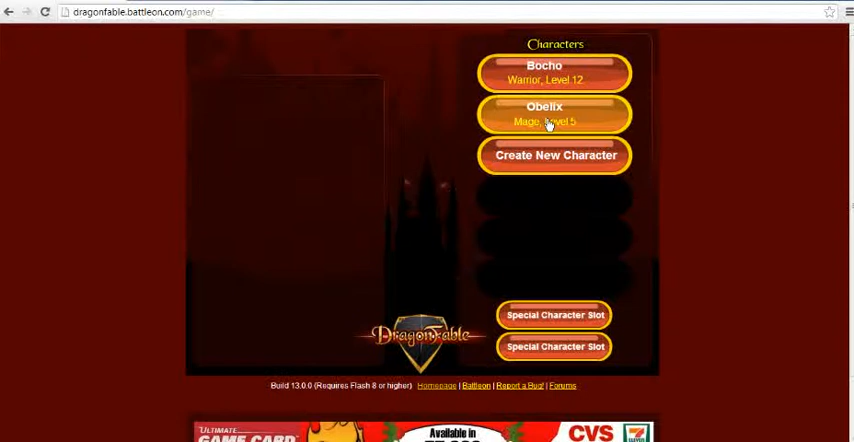 dragonfable.battleon.com/game/
Characters
Bocho
Warrior, Level 12
Obelix
Mage, Level 5
Create New Character
Special Character Slot
Special Character Slot
DragonFable
Build 13.0.0 (Requires Flash 8 or higher) Homepage | Battleon | Report a Bug! | Forums
ULTIMATE
GAME CARD
Available in
CVS